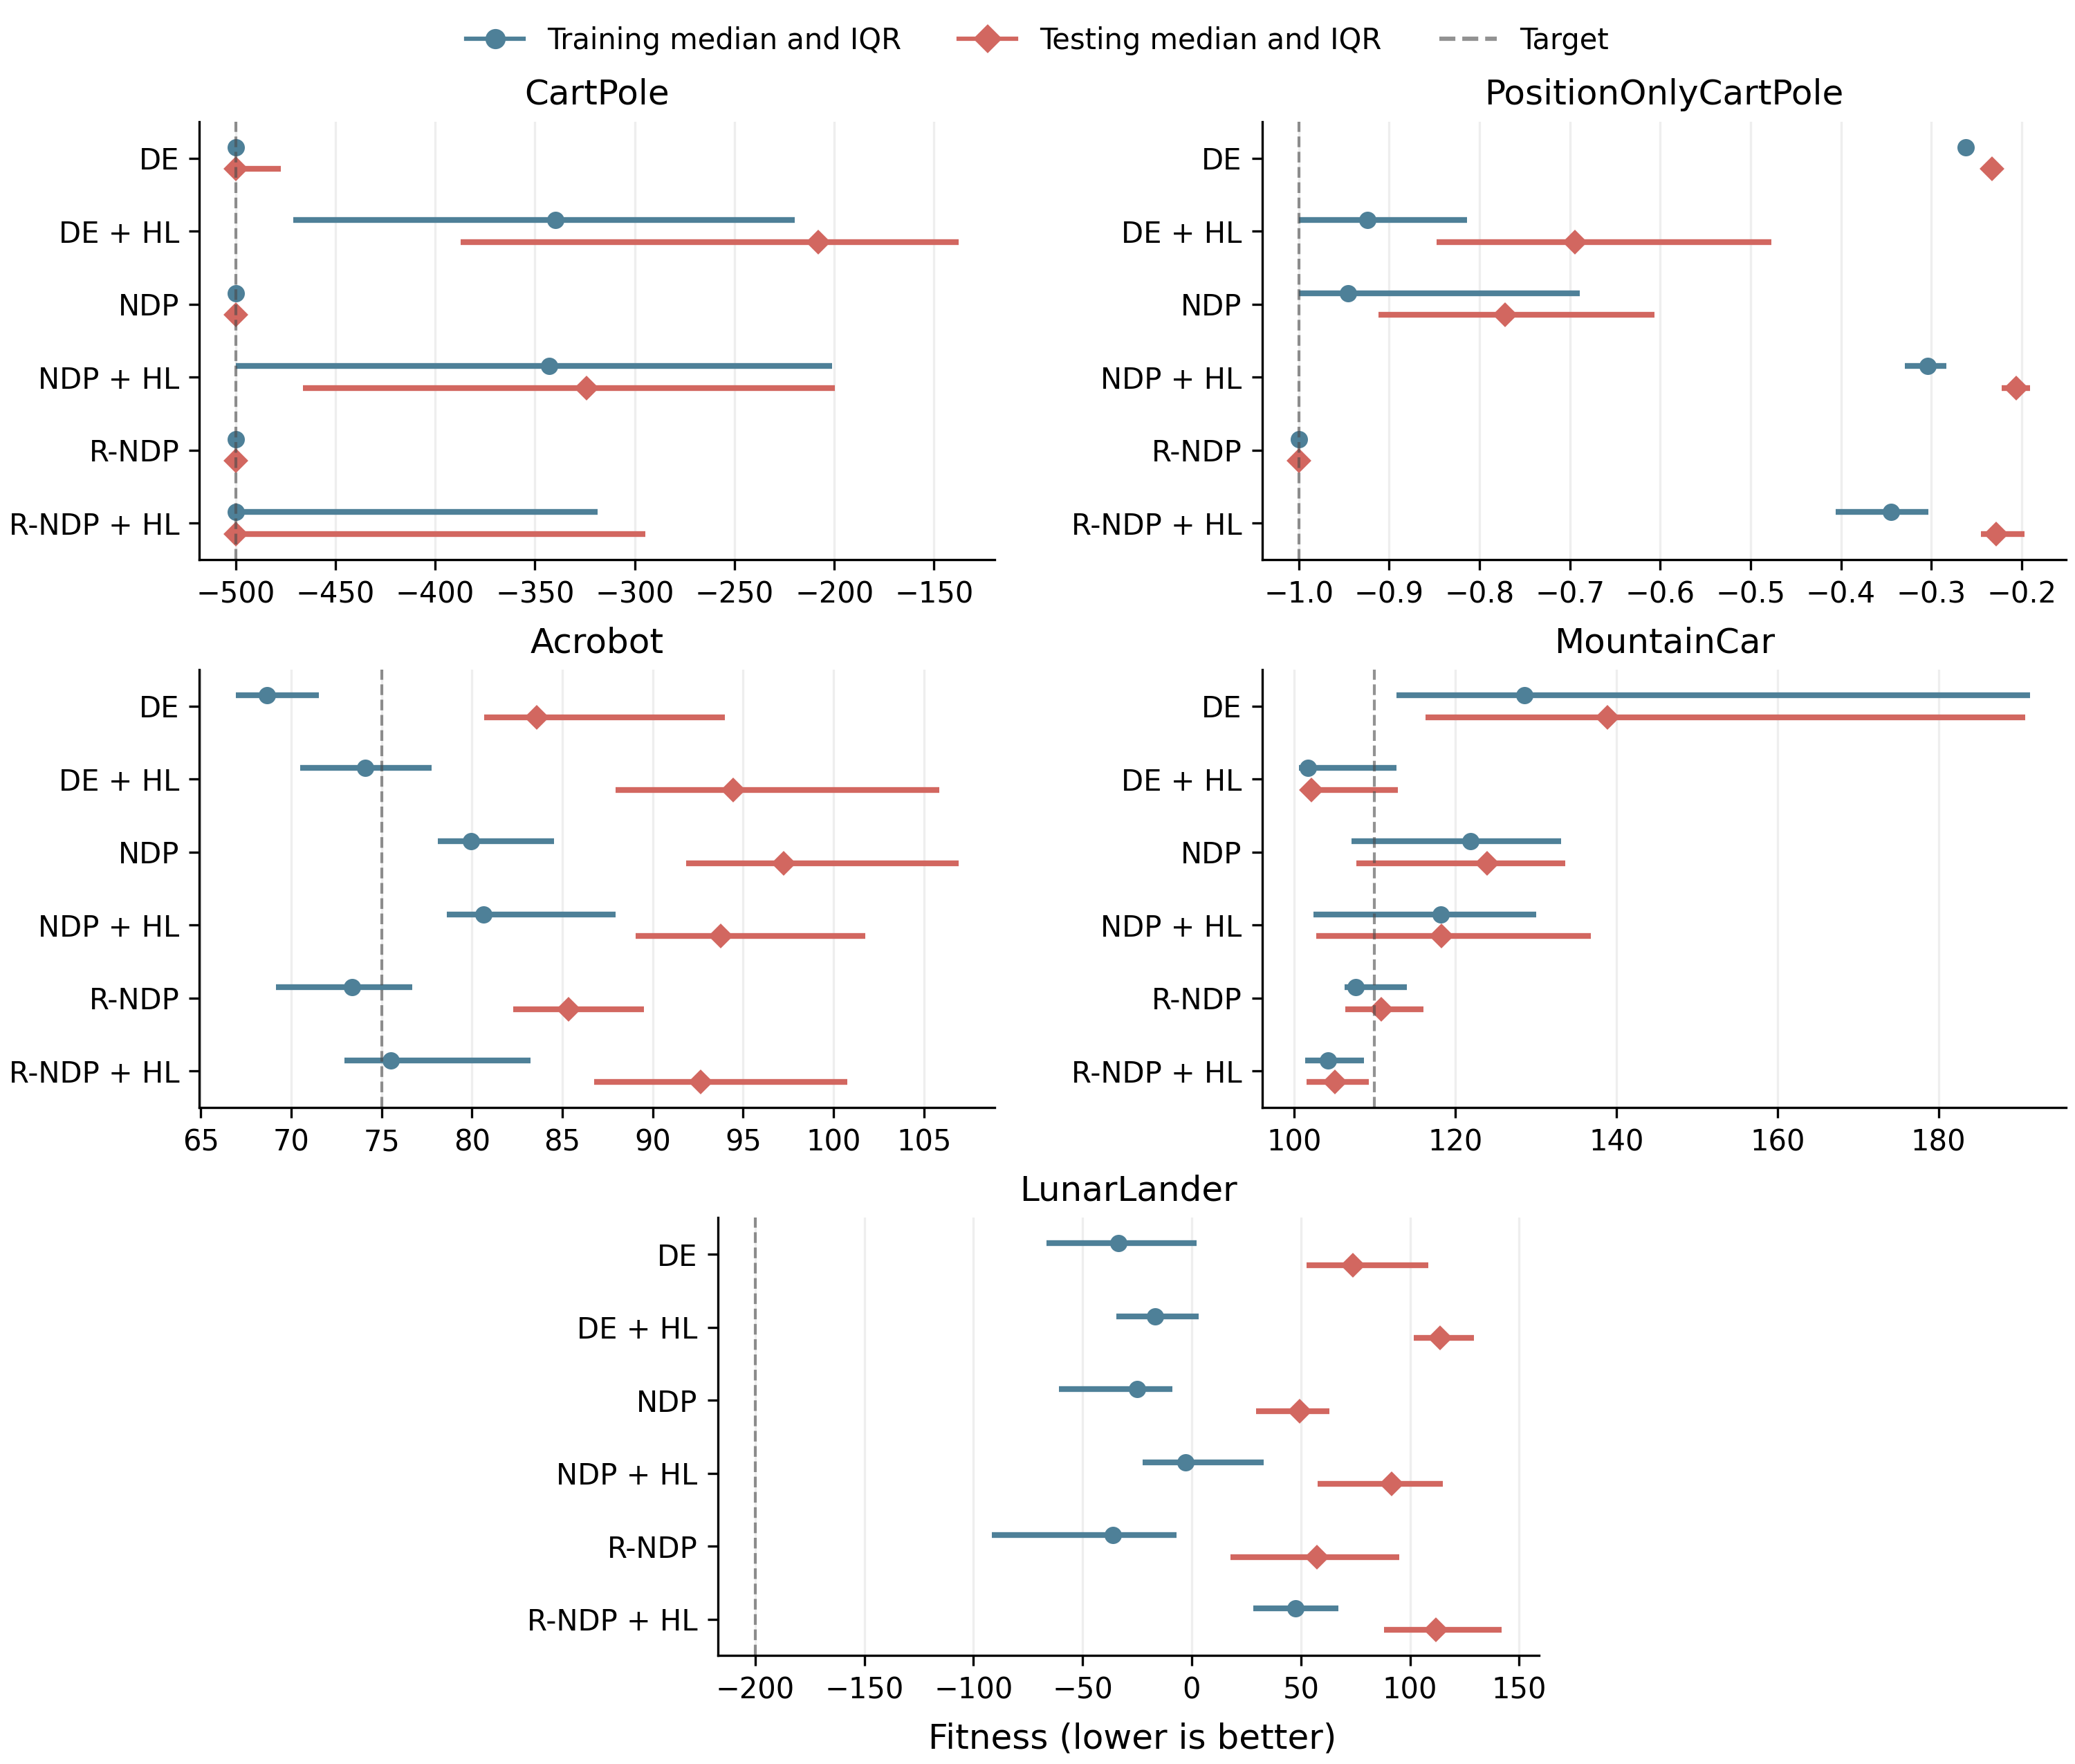 Training median and IQR Testing median and IQR Target
CartPole
DE
DE + HL
NDP
NDP + HL
R-NDP
R-NDP + HL
−500 −450 −400 −350 −300 −250 −200 −150
PositionOnlyCartPole
DE
DE + HL
NDP
NDP + HL
R-NDP
R-NDP + HL
−1.0 −0.9 −0.8 −0.7 −0.6 −0.5 −0.4 −0.3 −0.2
Acrobot
DE
DE + HL
NDP
NDP + HL
R-NDP
R-NDP + HL
65 70 75 80 85 90 95 100 105
MountainCar
DE
DE + HL
NDP
NDP + HL
R-NDP
R-NDP + HL
100 120 140 160 180
LunarLander
DE
DE + HL
NDP
NDP + HL
R-NDP
R-NDP + HL
−200 −150 −100 −50 0 50 100 150
Fitness (lower is better)